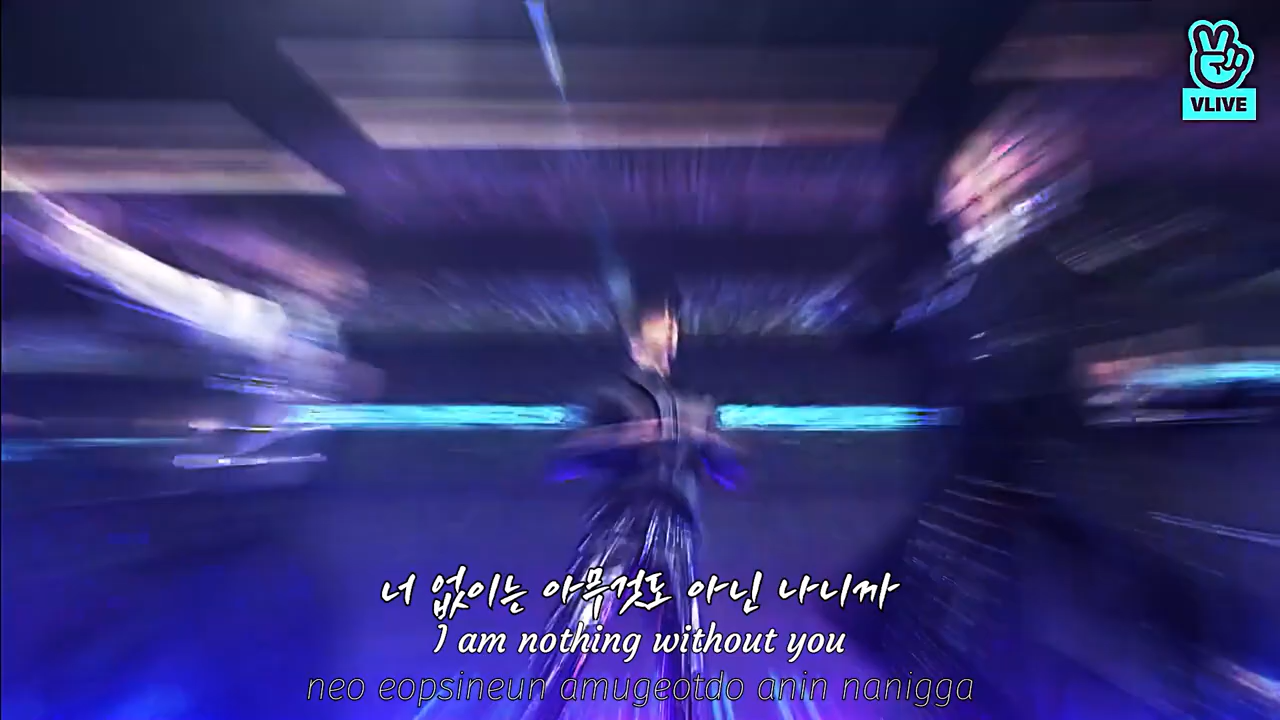 VLIVE
너 없이는 아무것도 아닌 나니까
I am nothing without you
neo eopsineun amugeotdo anin nanigga